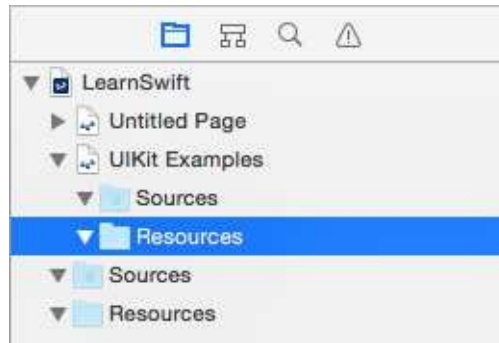 LearnSwift
Untitled Page
UIKit Examples
Sources
Resources
Sources
Resources